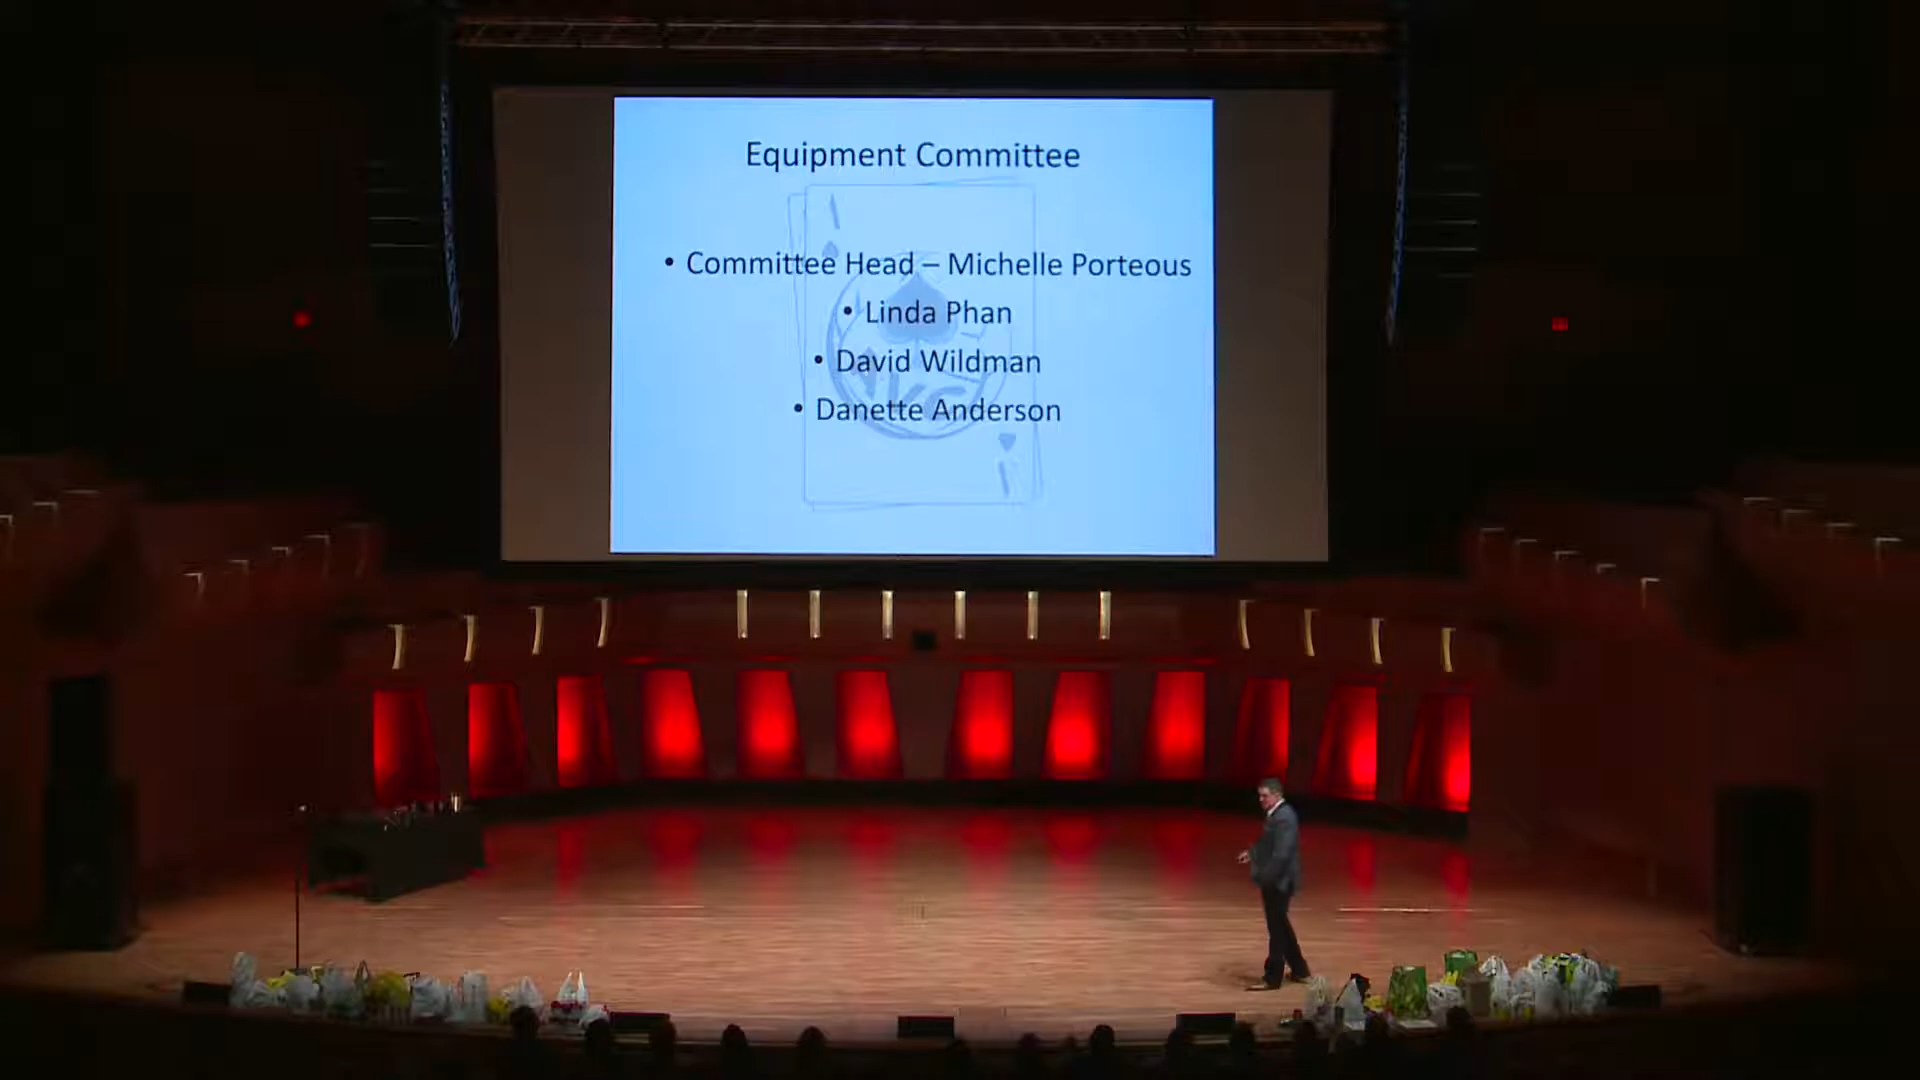 Equipment Committee
• Committee Head – Michelle Porteous
• Linda Phan
• David Wildman
• Danette Anderson